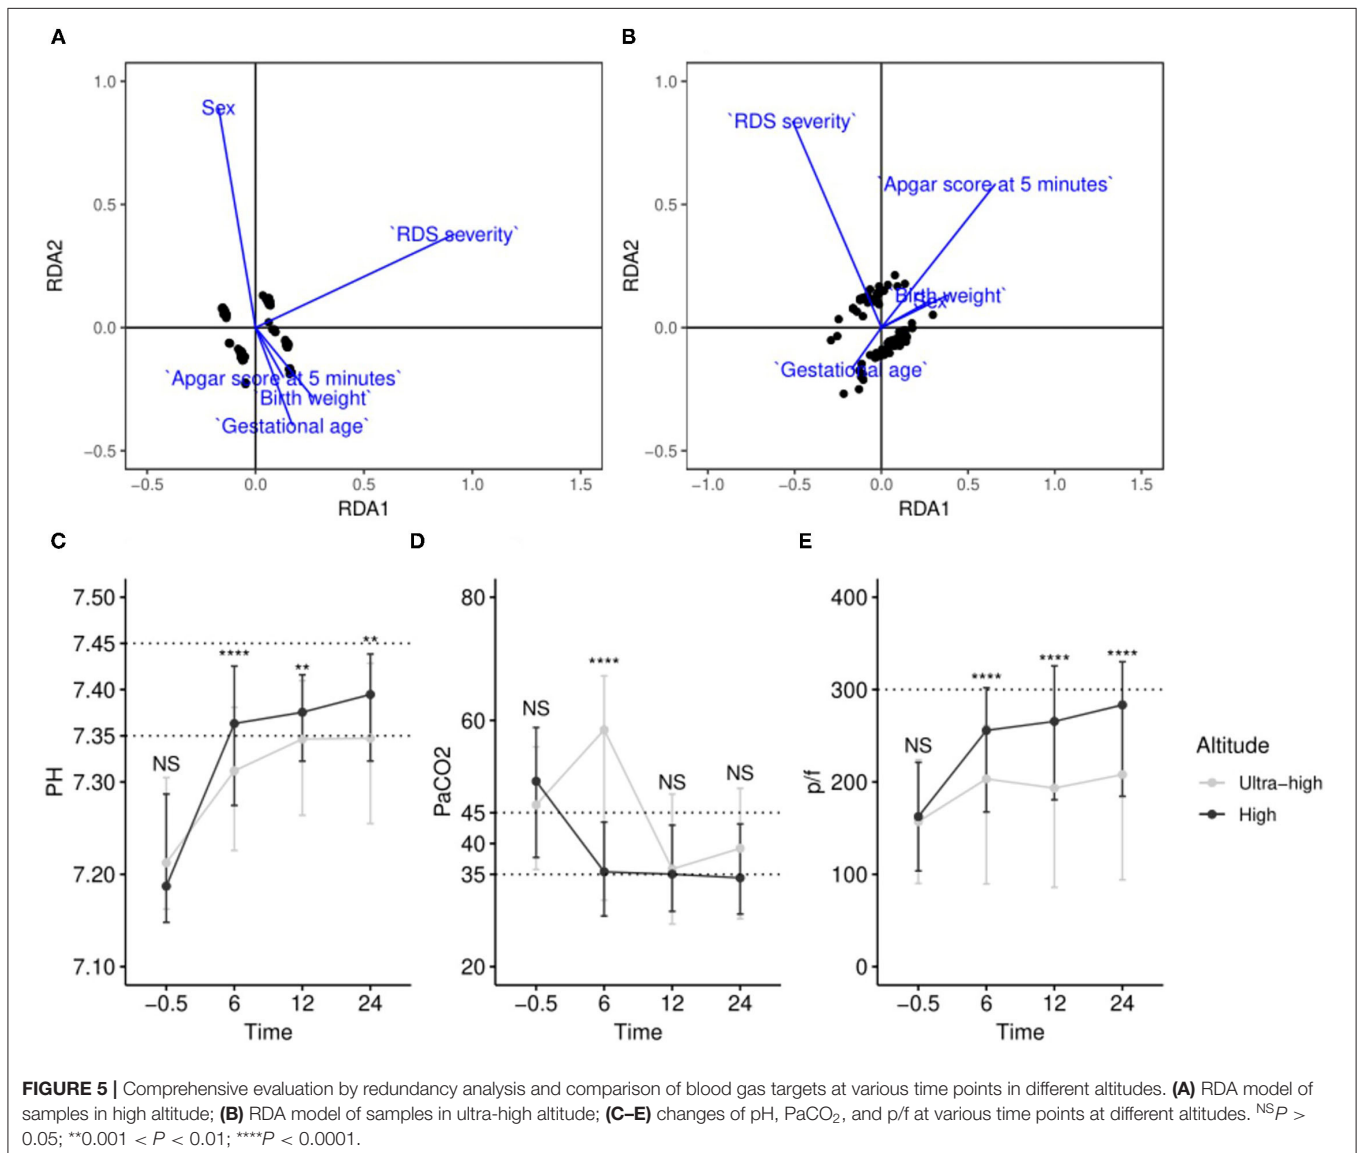 A
B
1.0
0.5
0.0
−0.5
RDA2
Sex
`RDS severity`
`Apgar score at 5 minutes`
`Birth weight`
`Gestational age`
−0.5 0.0 0.5 1.0 1.5
RDA1
1.0
0.5
0.0
−0.5
RDA2
`RDS severity`
`Apgar score at 5 minutes`
`Birth weight`
Sex
`Gestational age`
−1.0 −0.5 0.0 0.5 1.0 1.5
RDA1
C
D
E
7.50
7.45
7.40
7.35
7.30
7.20
7.10
PH
NS
****
**
**
−0.5 6 12 24
Time
80
60
45
40
35
20
PaCO2
NS
****
NS
NS
−0.5 6 12 24
Time
400
300
200
100
0
p/f
NS
****
****
****
−0.5 6 12 24
Time
Altitude
Ultra−high
High
FIGURE 5 | Comprehensive evaluation by redundancy analysis and comparison of blood gas targets at various time points in different altitudes. (A) RDA model of
samples in high altitude; (B) RDA model of samples in ultra-high altitude; (C–E) changes of pH, PaCO₂, and p/f at various time points at different altitudes. ᴺˢP >
0.05; **0.001 < P < 0.01; ****P < 0.0001.